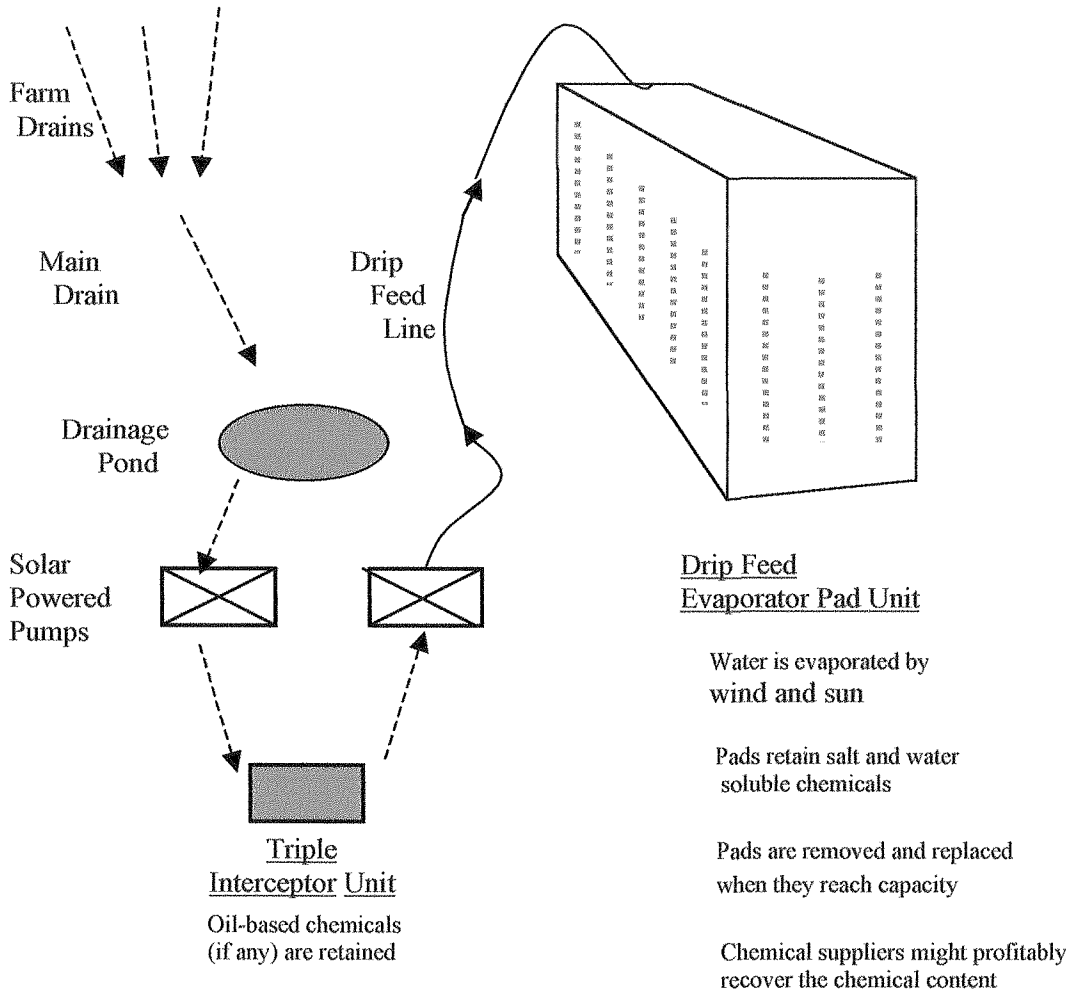 Farm
Drains
Main
Drain
Drip
Feed
Line
Drainage
Pond
Solar
Powered
Pumps
Triple
Interceptor Unit
Oil-based chemicals
(if any) are retained
Drip Feed
Evaporator Pad Unit
Water is evaporated by
wind and sun
Pads retain salt and water
soluble chemicals
Pads are removed and replaced
when they reach capacity
Chemical suppliers might profitably
recover the chemical content